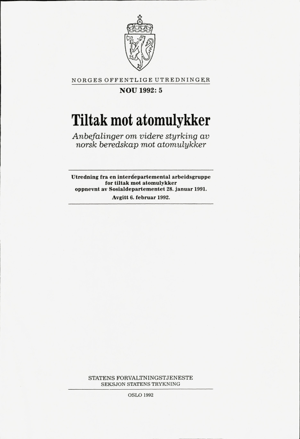 NORGES OFFENTLIGE UTREDNINGER
NOU 1992: 5
Tiltak mot atomulykker
Anbefalinger om videre styrking av
norsk beredskap mot atomulykker
Utredning fra en interdepartemental arbeidsgruppe
for tiltak mot atomulykker
oppnevnt av Sosialdepartementet 28. januar 1991.
Avgitt 6. februar 1992.
STATENS FORVALTNINGSTJENESTE
SEKSJON STATENS TRYKNING
OSLO 1992